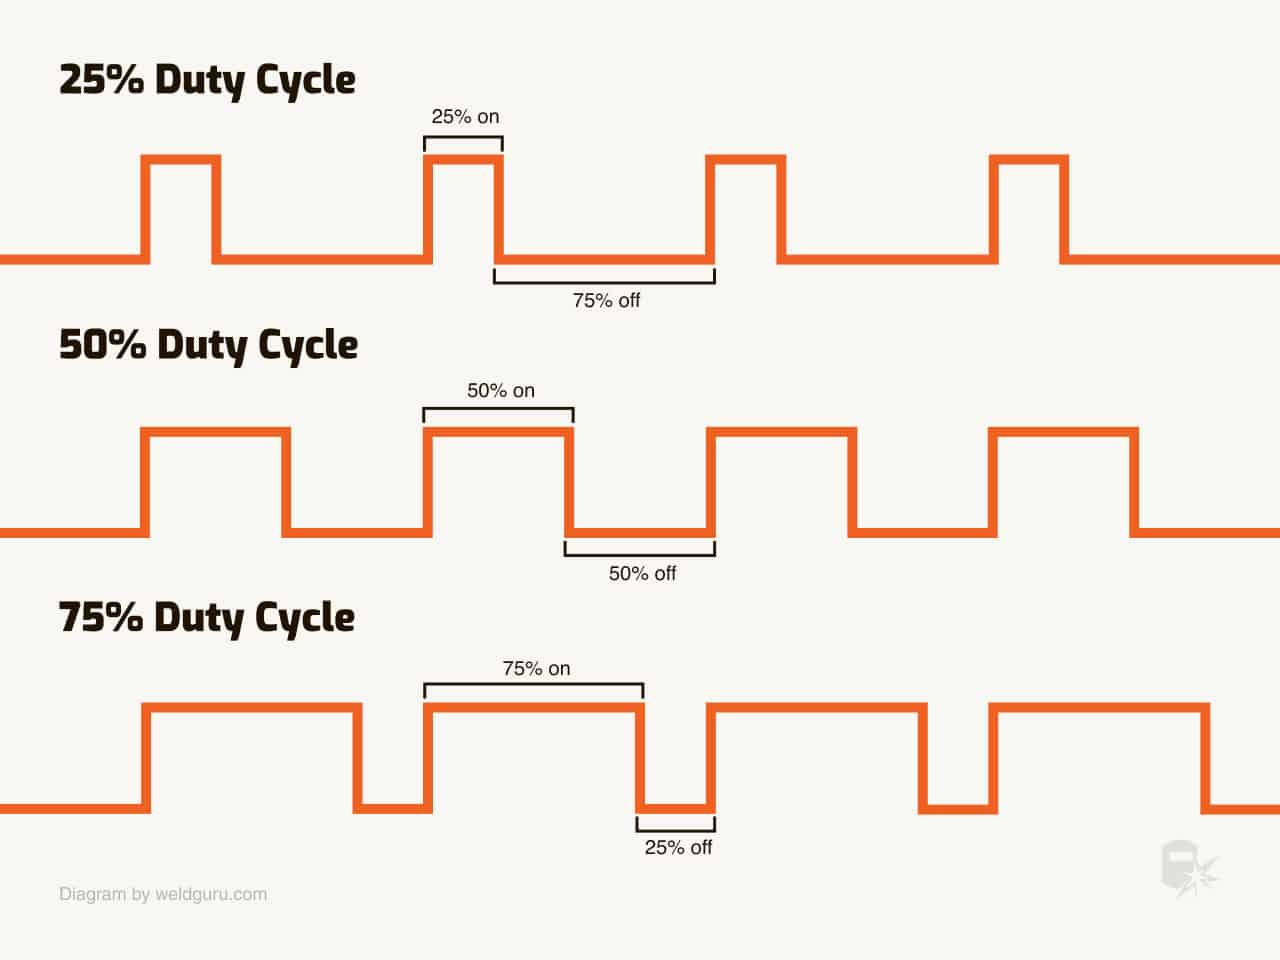 25% Duty Cycle
25% on
75% off
50% Duty Cycle
50% on
50% off
75% Duty Cycle
75% on
25% off
Diagram by weldguru.com